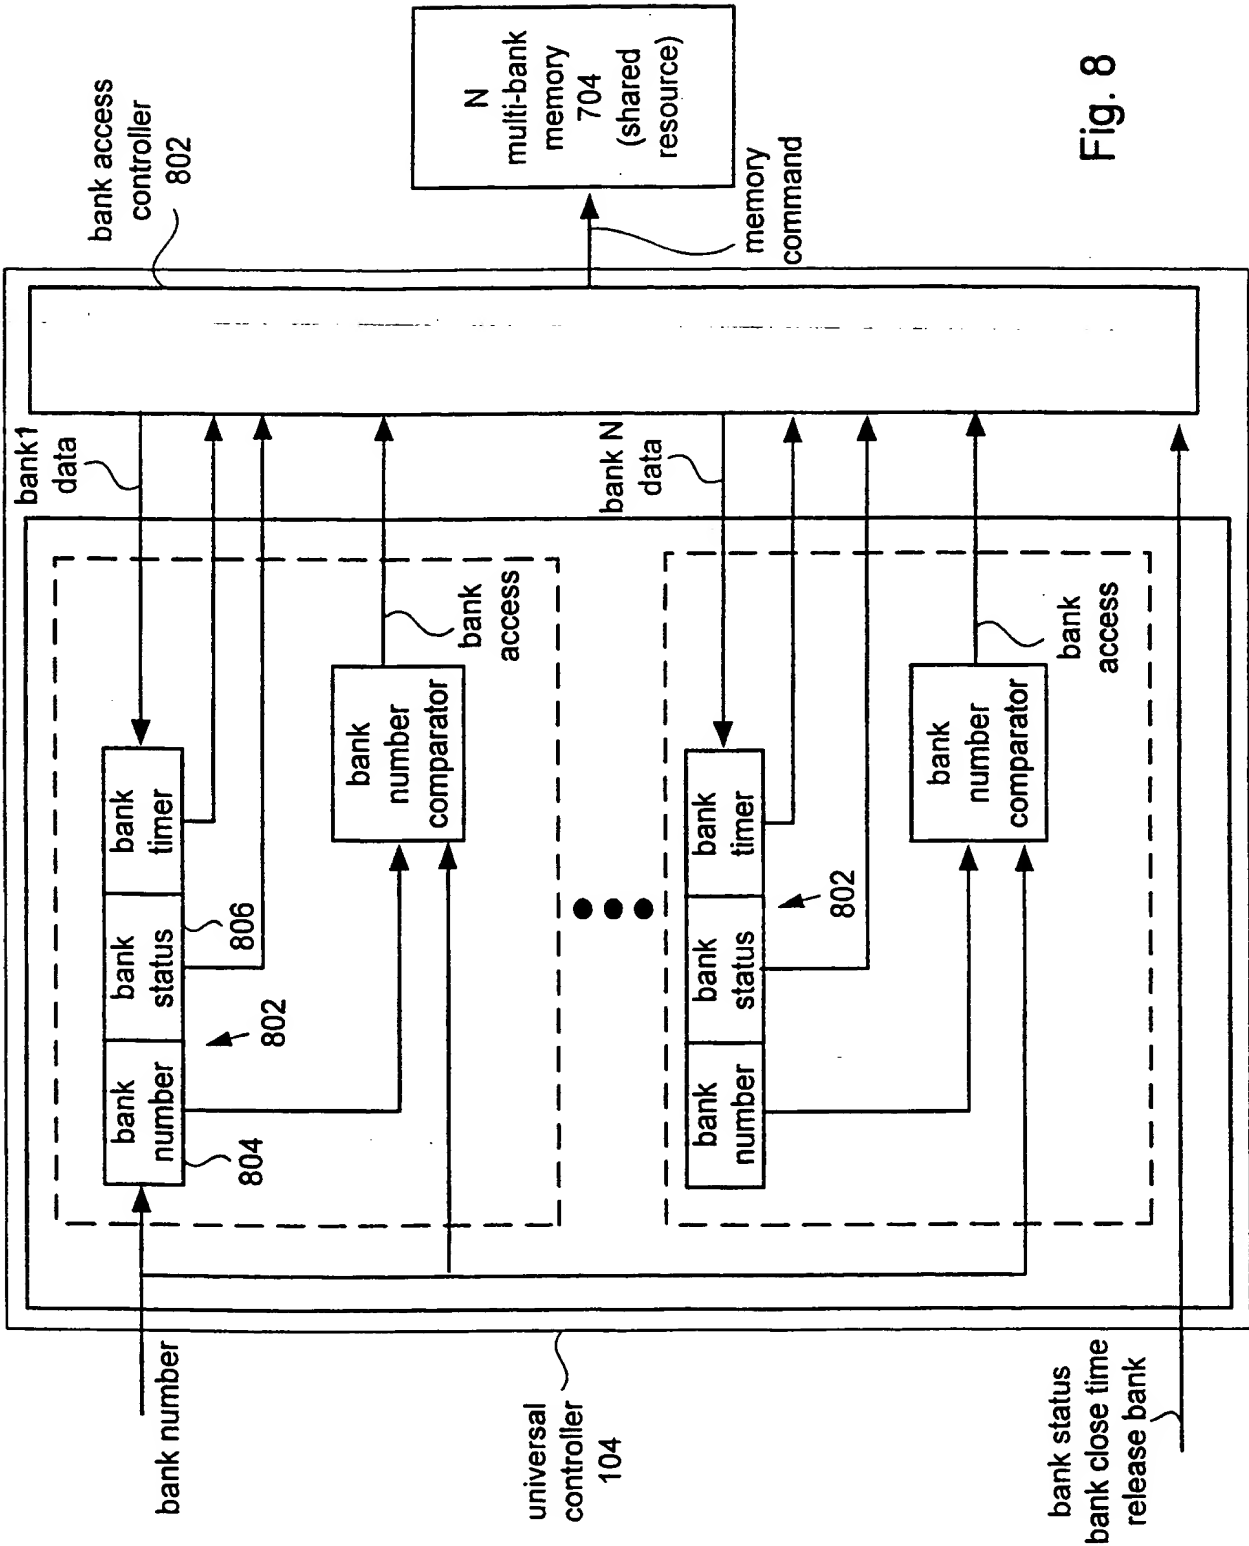 bank number
universal
controller
104
bank status
bank close time
release bank
bank
number
804
bank
status
806
bank
timer
802
bank
number
comparator
bank
access
bank1
data
bank
number
bank
status
bank
timer
802
bank
number
comparator
bank
access
bank N
data
bank access
controller
802
memory
command
N
multi-bank
memory
704
(shared
resource)
Fig. 8